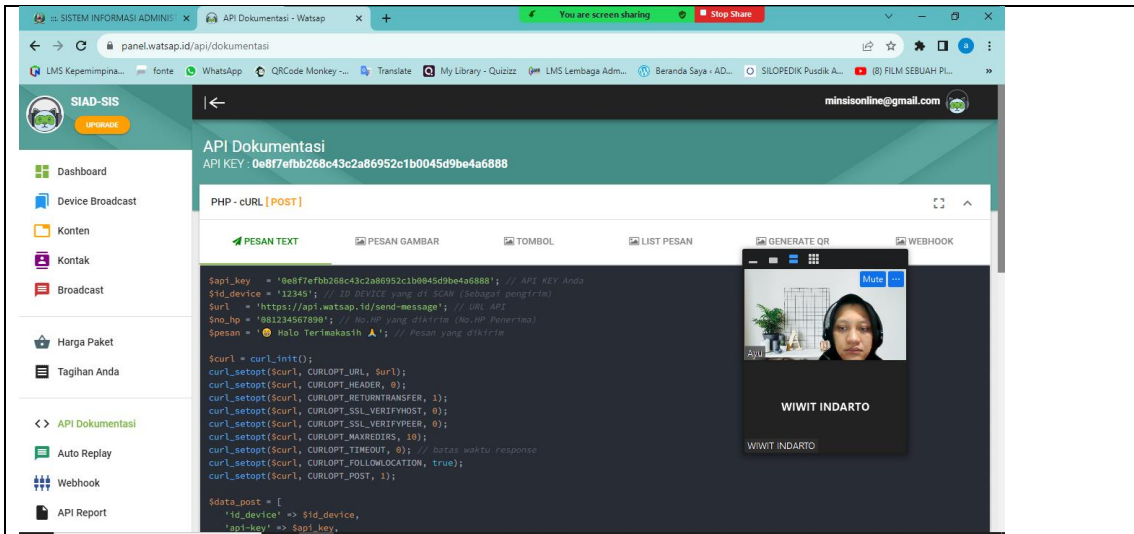 ::. SISTEM INFORMASI ADMINIS
API Dokumentasi - Watsap
You are screen sharing
Stop Share
panel.watsap.id/api/dokumentasi
LMS Kepemimpina...
fonte
WhatsApp
QRCode Monkey -...
Translate
My Library - Quizizz
LMS Lembaga Adm...
Beranda Saya ‹ AD...
SILOPEDIK Pusdik A...
(8) FILM SEBUAH PI...
SIAD-SIS
UPGRADE
minsisonline@gmail.com
API Dokumentasi
API KEY : 0e8f7efbb268c43c2a86952c1b0045d9be4a6888
Dashboard
Device Broadcast
Konten
Kontak
Broadcast
Harga Paket
Tagihan Anda
API Dokumentasi
Auto Replay
Webhook
API Report
PHP - cURL [ POST ]
PESAN TEXT
PESAN GAMBAR
TOMBOL
LIST PESAN
GENERATE QR
WEBHOOK
$api_key = '0e8f7efbb268c43c2a86952c1b0045d9be4a6888'; // API KEY Anda
$id_device = '12345'; // ID DEVICE yang di SCAN (Sebagai pengirim)
$url = 'https://api.watsap.id/send-message'; // URL API
$no_hp = '081234567890'; // No.HP yang dikirim (No.HP Penerima)
$pesan = '😁 Halo Terimakasih 🙏'; // Pesan yang dikirim
$curl = curl_init();
curl_setopt($curl, CURLOPT_URL, $url);
curl_setopt($curl, CURLOPT_HEADER, 0);
curl_setopt($curl, CURLOPT_RETURNTRANSFER, 1);
curl_setopt($curl, CURLOPT_SSL_VERIFYHOST, 0);
curl_setopt($curl, CURLOPT_SSL_VERIFYPEER, 0);
curl_setopt($curl, CURLOPT_MAXREDIRS, 10);
curl_setopt($curl, CURLOPT_TIMEOUT, 0); // batas waktu response
curl_setopt($curl, CURLOPT_FOLLOWLOCATION, true);
curl_setopt($curl, CURLOPT_POST, 1);
$data_post = [
'id_device' => $id_device,
'api-key' => $api_key,
Mute
Ayu
WIWIT INDARTO
WIWIT INDARTO